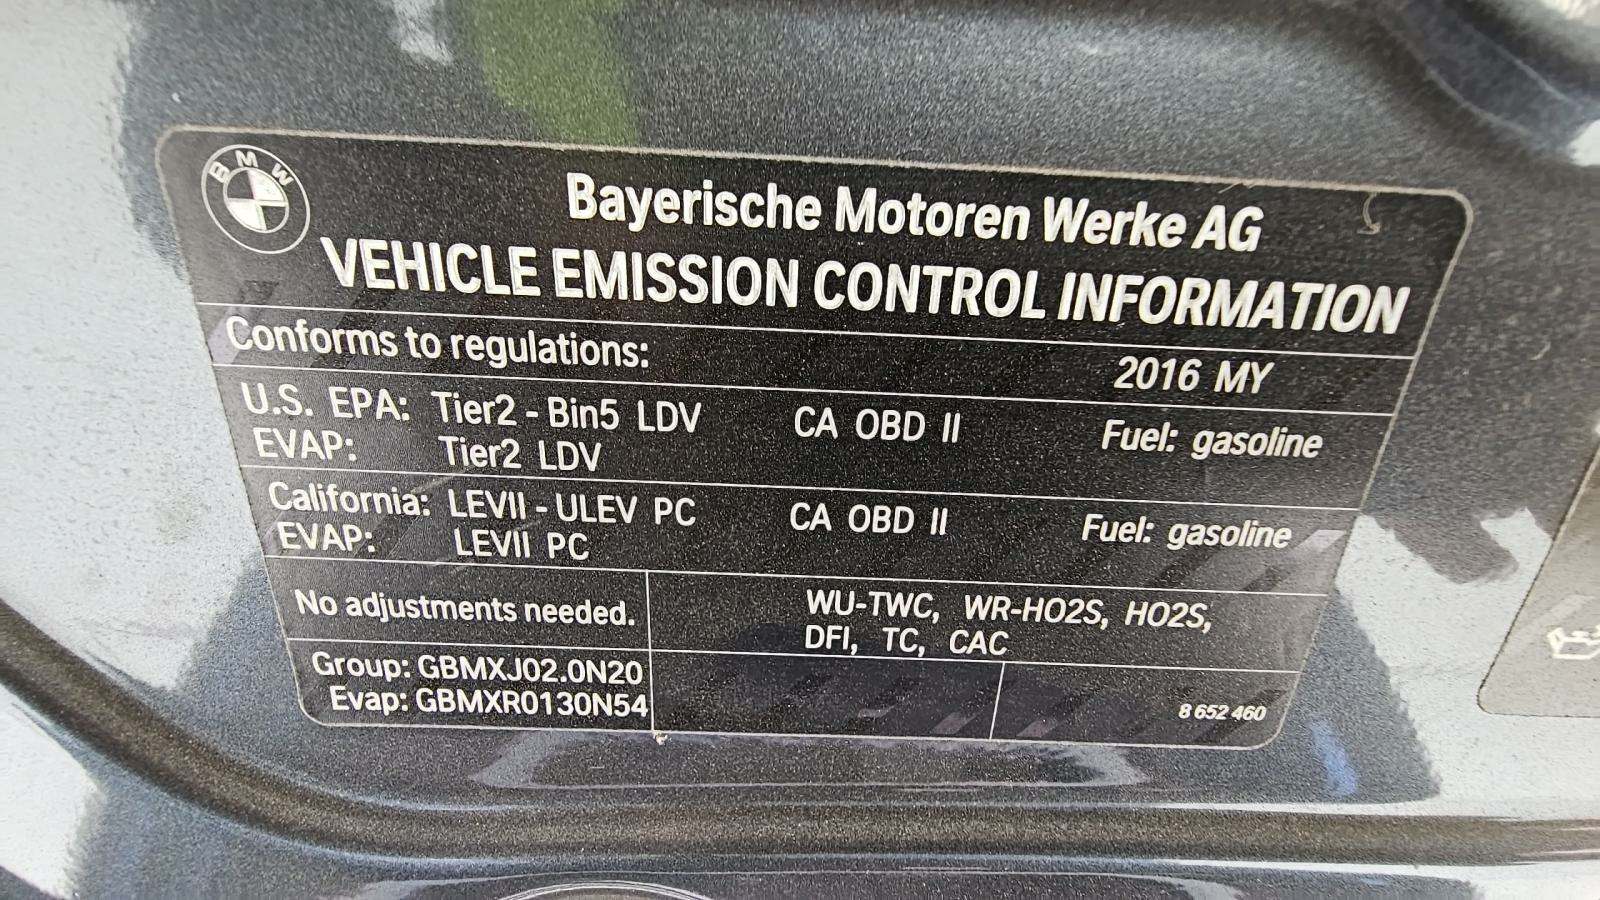 BMW
Bayerische Motoren Werke AG
VEHICLE EMISSION CONTROL INFORMATION
Conforms to regulations: 2016 MY
U.S. EPA: Tier2 - Bin5 LDV CA OBD II Fuel: gasoline
EVAP: Tier2 LDV
California: LEVII - ULEV PC CA OBD II Fuel: gasoline
EVAP: LEVII PC
No adjustments needed.
WU-TWC, WR-HO2S, HO2S,
DFI, TC, CAC
Group: GBMXJ02.0N20
Evap: GBMXR0130N54
8 652 460